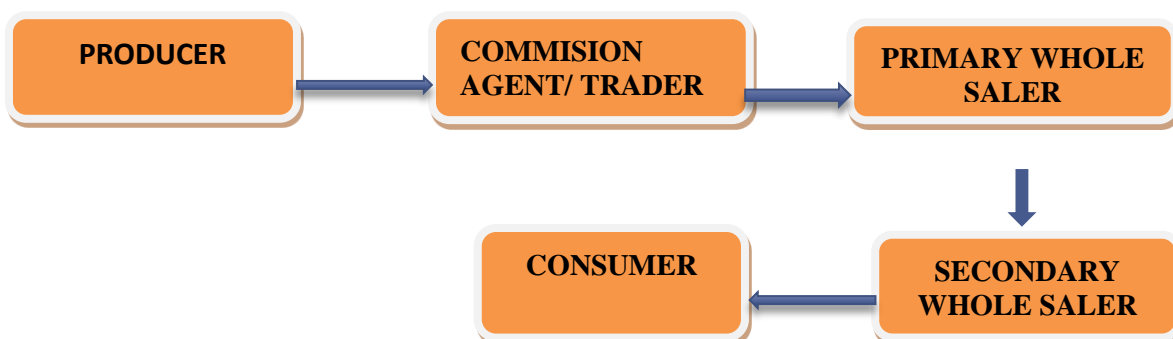 PRODUCER
COMMISION
AGENT/ TRADER
PRIMARY WHOLE
SALER
SECONDARY
WHOLE SALER
CONSUMER